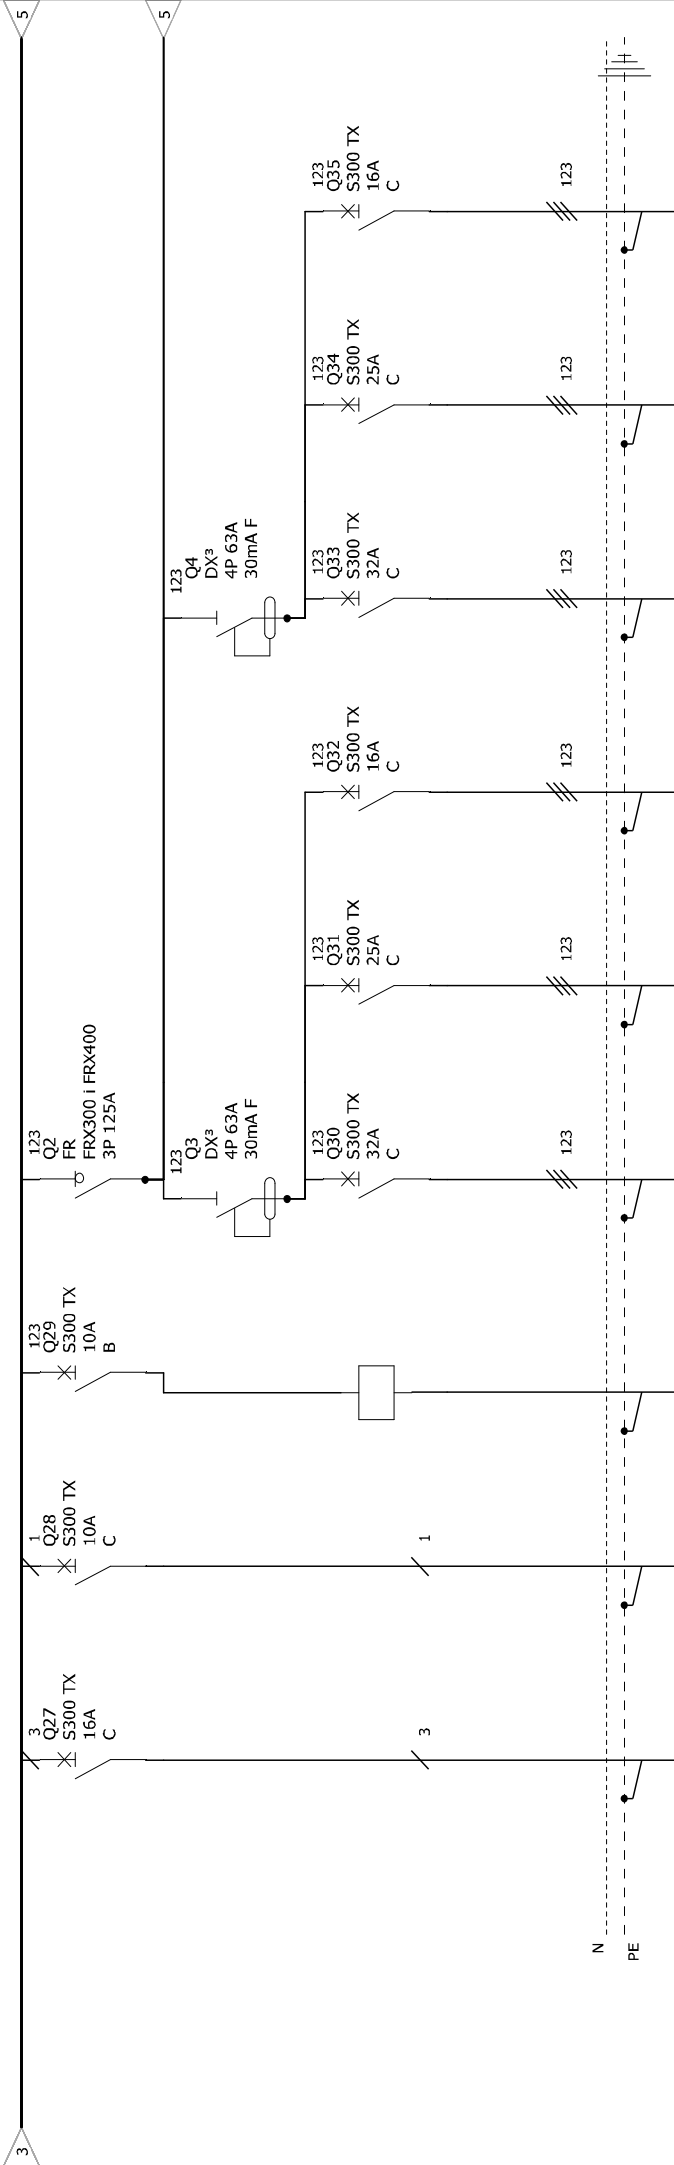 3
3
Q27
S300 TX
16A
C
3
1
Q28
S300 TX
10A
C
1
123
Q29
S300 TX
10A
B
123
Q2
FR
FRX300 i FRX400
3P 125A
123
Q3
DX³
4P 63A
30mA F
123
Q30
S300 TX
32A
C
123
123
Q31
S300 TX
25A
C
123
123
Q32
S300 TX
16A
C
123
123
Q4
DX³
4P 63A
30mA F
123
Q33
S300 TX
32A
C
123
123
Q34
S300 TX
25A
C
123
123
Q35
S300 TX
16A
C
123
5
5
N
PE